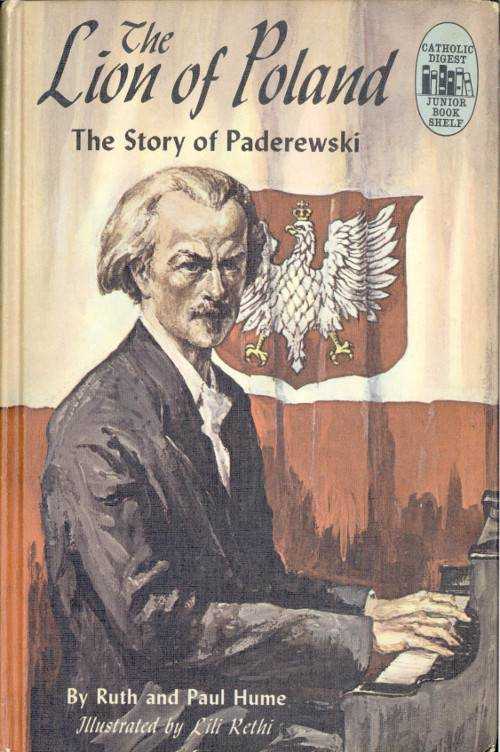 The
Lion of Poland
The Story of Paderewski
CATHOLIC
DIGEST
JUNIOR
BOOK
SHELF
By Ruth and Paul Hume
Illustrated by Lili Rethi